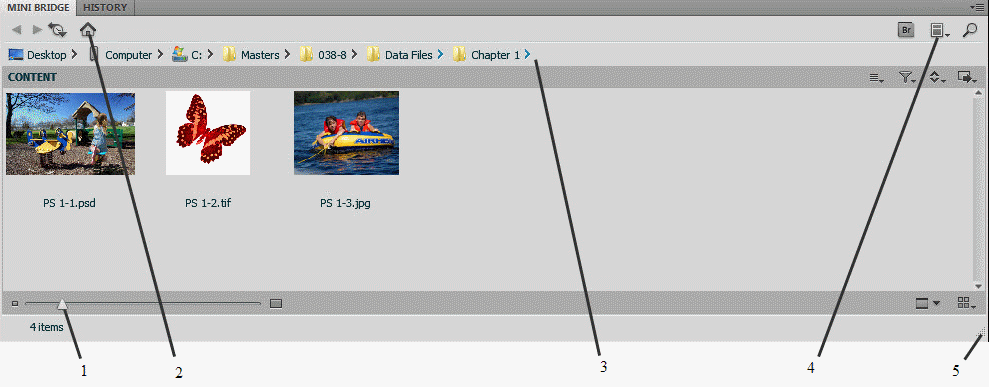 MINI BRIDGE HISTORY
Br
Desktop Computer C: Masters 038-8 Data Files Chapter 1
CONTENT
PS 1-1.psd PS 1-2.tif PS 1-3.jpg
4 items
1 2 3 4 5